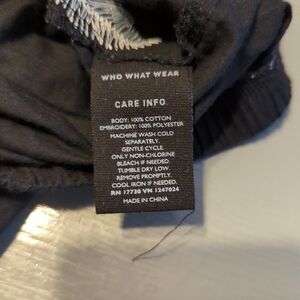 WHO WHAT WEAR
CARE INFO
BODY: 100% COTTON
EMBROIDERY: 100% POLYESTER
MACHINE WASH COLD
SEPARATELY.
GENTLE CYCLE.
ONLY NON-CHLORINE
BLEACH IF NEEDED.
TUMBLE DRY LOW.
REMOVE PROMPTLY.
COOL IRON IF NEEDED.
RN 17730 VN 1247024
MADE IN CHINA